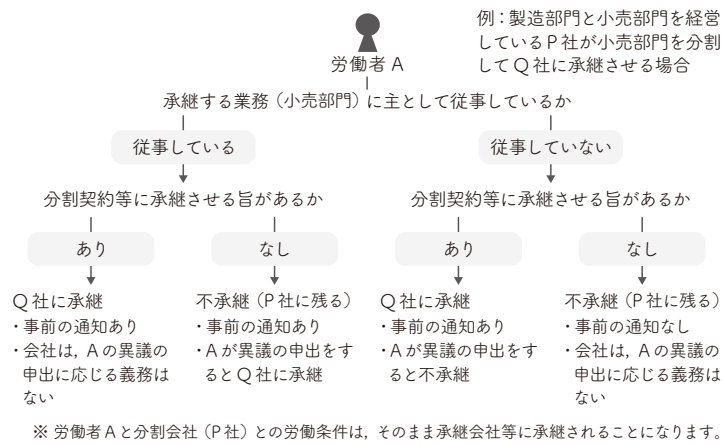 例：製造部門と小売部門を経営
しているP社が小売部門を分割
してQ社に承継させる場合
労働者A
承継する業務（小売部門）に主として従事しているか
従事している
従事していない
分割契約等に承継させる旨があるか
分割契約等に承継させる旨があるか
あり
なし
あり
なし
Q社に承継
・事前の通知あり
・会社は，Aの異議の
申出に応じる義務は
ない
不承継（P社に残る）
・事前の通知あり
・Aが異議の申出をす
るとQ社に承継
Q社に承継
・事前の通知あり
・Aが異議の申出をす
ると不承継
不承継（P社に残る）
・事前の通知なし
・会社は，Aの異議の
申出に応じる義務は
ない
※ 労働者Aと分割会社（P社）との労働条件は，そのまま承継会社等に承継されることになります。